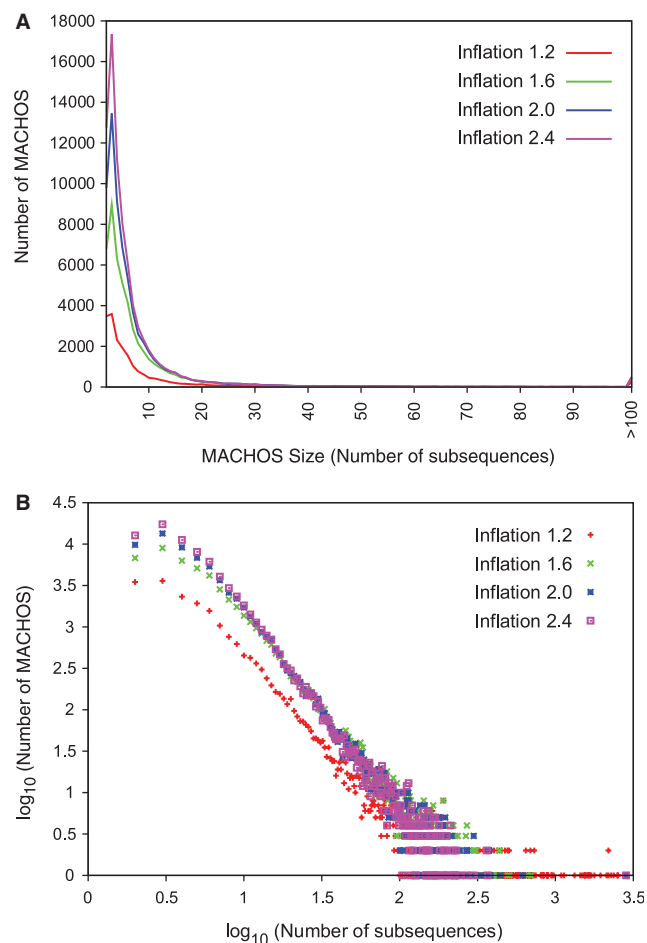 A
18000
16000
14000
12000
10000
8000
6000
4000
2000
0
Number of MACHOS
Inflation 1.2
Inflation 1.6
Inflation 2.0
Inflation 2.4
10
20
30
40
50
60
70
80
90
>100
MACHOS Size (Number of subsequences)
B
4.5
4
3.5
3
2.5
2
1.5
1
0.5
0
log10 (Number of MACHOS)
Inflation 1.2
Inflation 1.6
Inflation 2.0
Inflation 2.4
0
0.5
1
1.5
2
2.5
3
3.5
log10 (Number of subsequences)